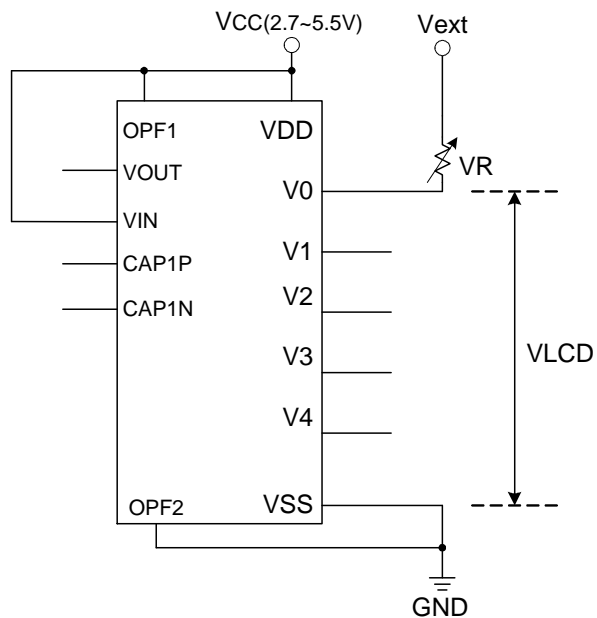 VCC(2.7~5.5V)
Vext
OPF1
VDD
VOUT
VR
V0
VIN
V1
CAP1P
V2
CAP1N
V3
VLCD
V4
OPF2
VSS
GND